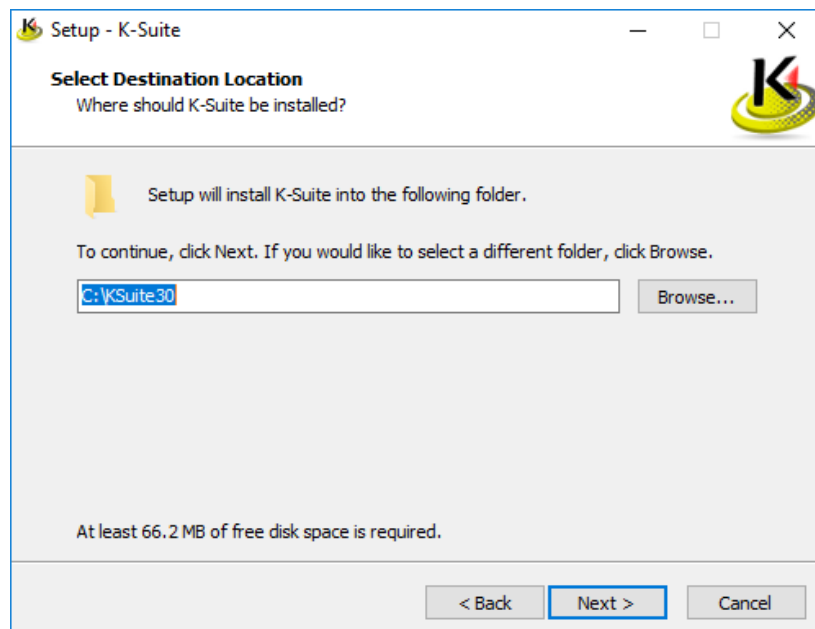 Setup - K-Suite
Select Destination Location
Where should K-Suite be installed?
K
Setup will install K-Suite into the following folder.
To continue, click Next. If you would like to select a different folder, click Browse.
C:\KSuite30
Browse...
At least 66.2 MB of free disk space is required.
< Back
Next >
Cancel